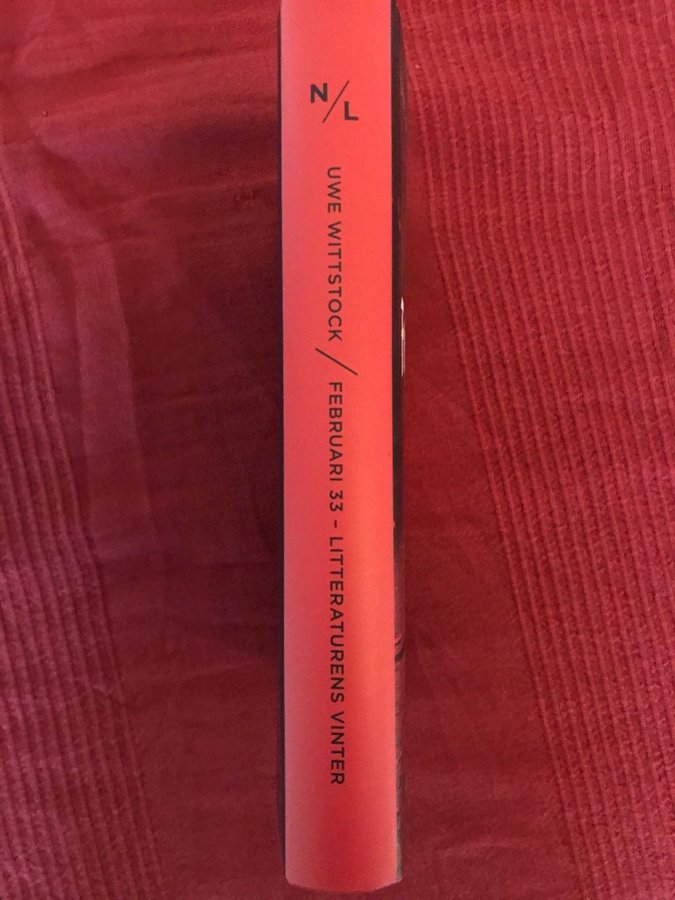 N/L
UWE WITTSTOCK / FEBRUARI 33 – LITTERATURENS VINTER